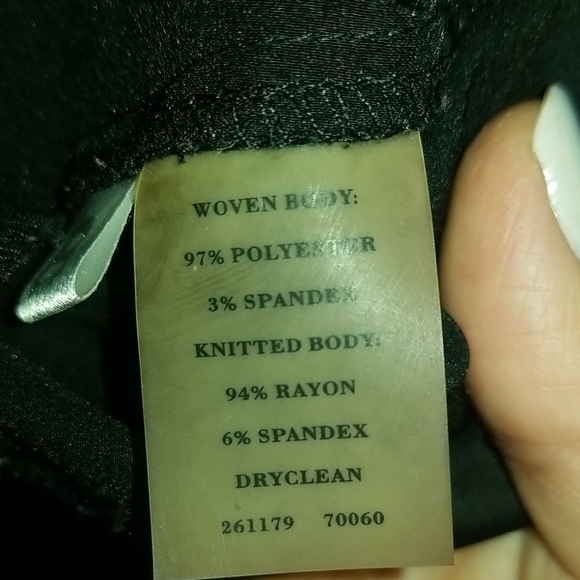 WOVEN BODY:
97% POLYESTER
3% SPANDEX
KNITTED BODY:
94% RAYON
6% SPANDEX
DRYCLEAN
261179 70060